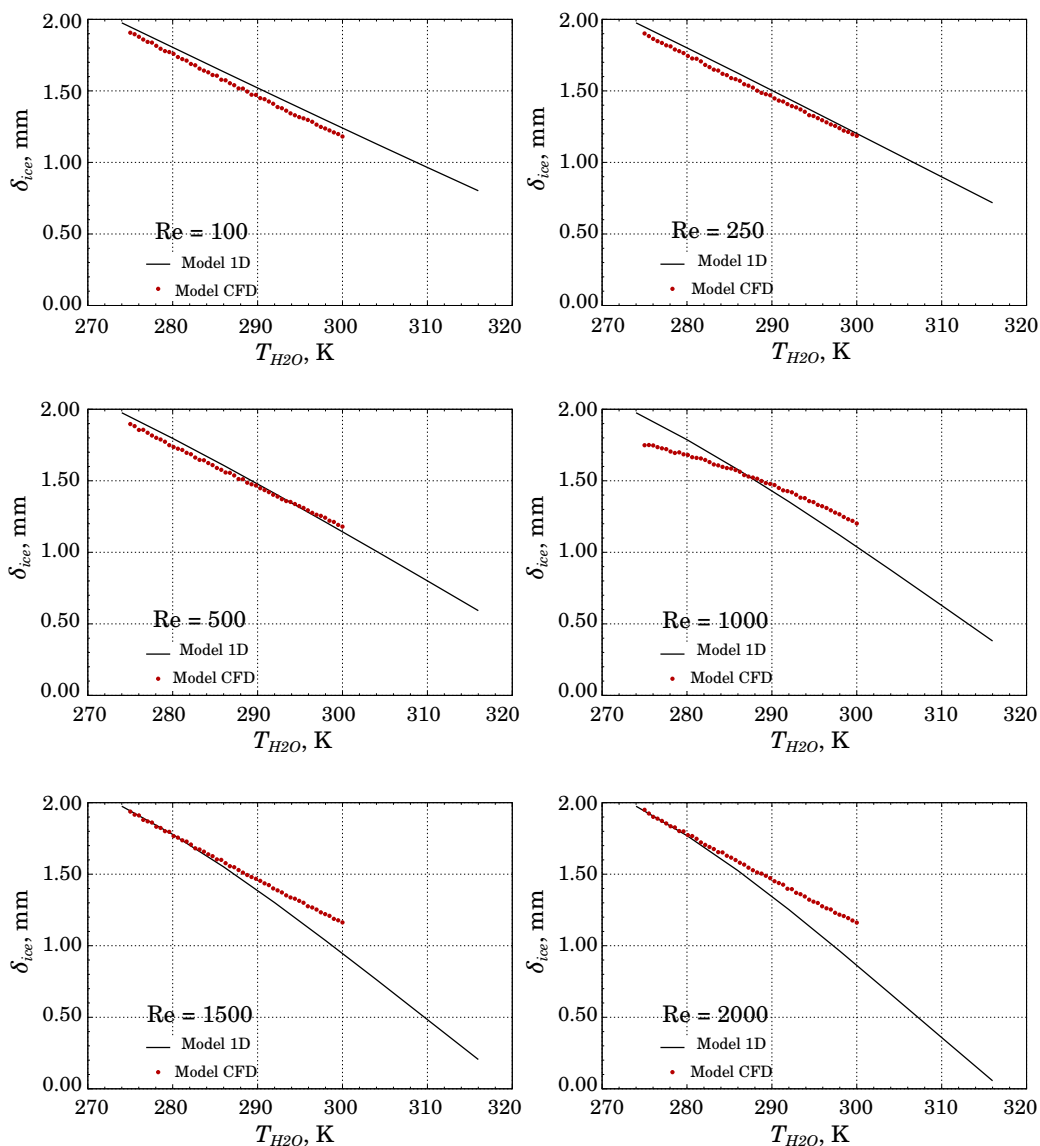 2.00
1.50
1.00
0.50
0.00
δice, mm
Re = 100
Model 1D
Model CFD
270 280 290 300 310 320
TH2O, K
2.00
1.50
1.00
0.50
0.00
δice, mm
Re = 250
Model 1D
Model CFD
270 280 290 300 310 320
TH2O, K
2.00
1.50
1.00
0.50
0.00
δice, mm
Re = 500
Model 1D
Model CFD
270 280 290 300 310 320
TH2O, K
2.00
1.50
1.00
0.50
0.00
δice, mm
Re = 1000
Model 1D
Model CFD
270 280 290 300 310 320
TH2O, K
2.00
1.50
1.00
0.50
0.00
δice, mm
Re = 1500
Model 1D
Model CFD
270 280 290 300 310 320
TH2O, K
2.00
1.50
1.00
0.50
0.00
δice, mm
Re = 2000
Model 1D
Model CFD
270 280 290 300 310 320
TH2O, K